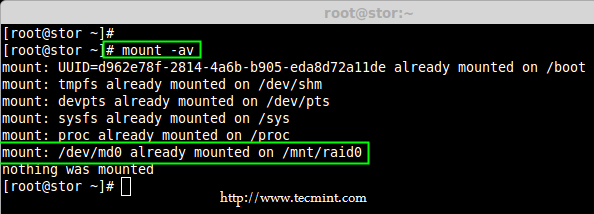 root@stor:~
[root@stor ~]#
[root@stor ~]# mount -av
mount: UUID=d962e78f-2814-4a6b-b905-eda8d72a11de already mounted on /boot
mount: tmpfs already mounted on /dev/shm
mount: devpts already mounted on /dev/pts
mount: sysfs already mounted on /sys
mount: proc already mounted on /proc
mount: /dev/md0 already mounted on /mnt/raid0
nothing was mounted
[root@stor ~]#
http://www.tecmint.com